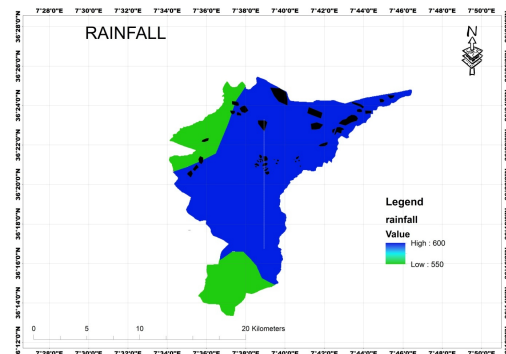 7°28'0"E 7°30'0"E 7°32'0"E 7°34'0"E 7°36'0"E 7°38'0"E 7°40'0"E 7°42'0"E 7°44'0"E 7°46'0"E 7°48'0"E 7°50'0"E
RAINFALL
N
36°28'0"N
36°26'0"N
36°24'0"N
36°22'0"N
36°20'0"N
36°18'0"N
36°16'0"N
36°14'0"N
6°12'0"N
Legend
rainfall
Value
High : 600
Low : 550
0 5 10 20 Kilometers
7°28'0"E 7°30'0"E 7°32'0"E 7°34'0"E 7°36'0"E 7°38'0"E 7°40'0"E 7°42'0"E 7°44'0"E 7°46'0"E 7°48'0"E 7°50'0"E